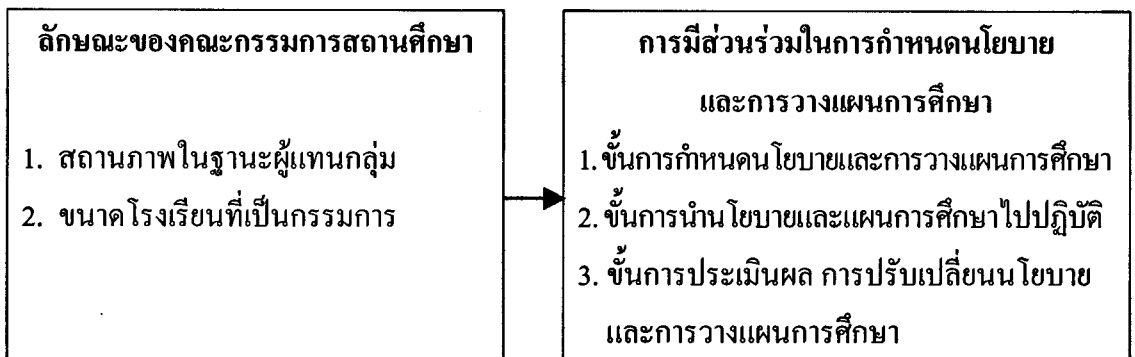 ลักษณะของคณะกรรมการสถานศึกษา
1. สถานภาพในฐานะผู้แทนกลุ่ม
2. ขนาดโรงเรียนที่เป็นกรรมการ
การมีส่วนร่วมในการกำหนดนโยบาย
และการวางแผนการศึกษา
1. ขั้นการกำหนดนโยบายและการวางแผนการศึกษา
2. ขั้นการนำนโยบายและแผนการศึกษาไปปฏิบัติ
3. ขั้นการประเมินผล การปรับเปลี่ยนนโยบาย
และการวางแผนการศึกษา